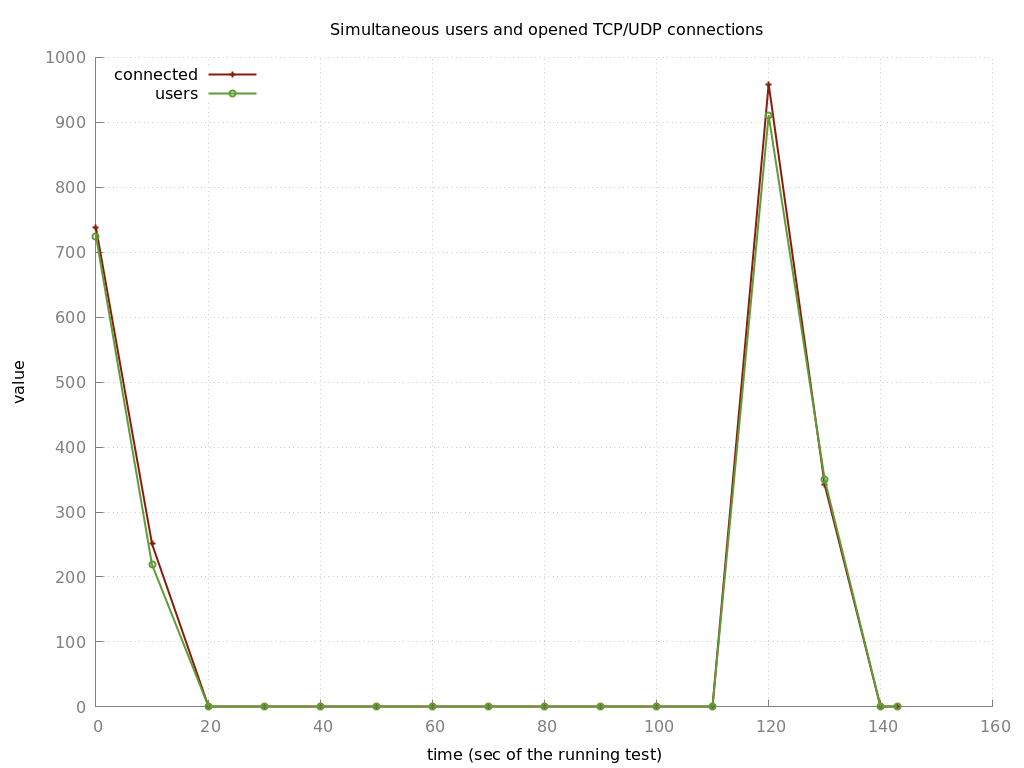 Simultaneous users and opened TCP/UDP connections
connected
users
1000
900
800
700
600
500
400
300
200
100
0
value
0 20 40 60 80 100 120 140 160
time (sec of the running test)